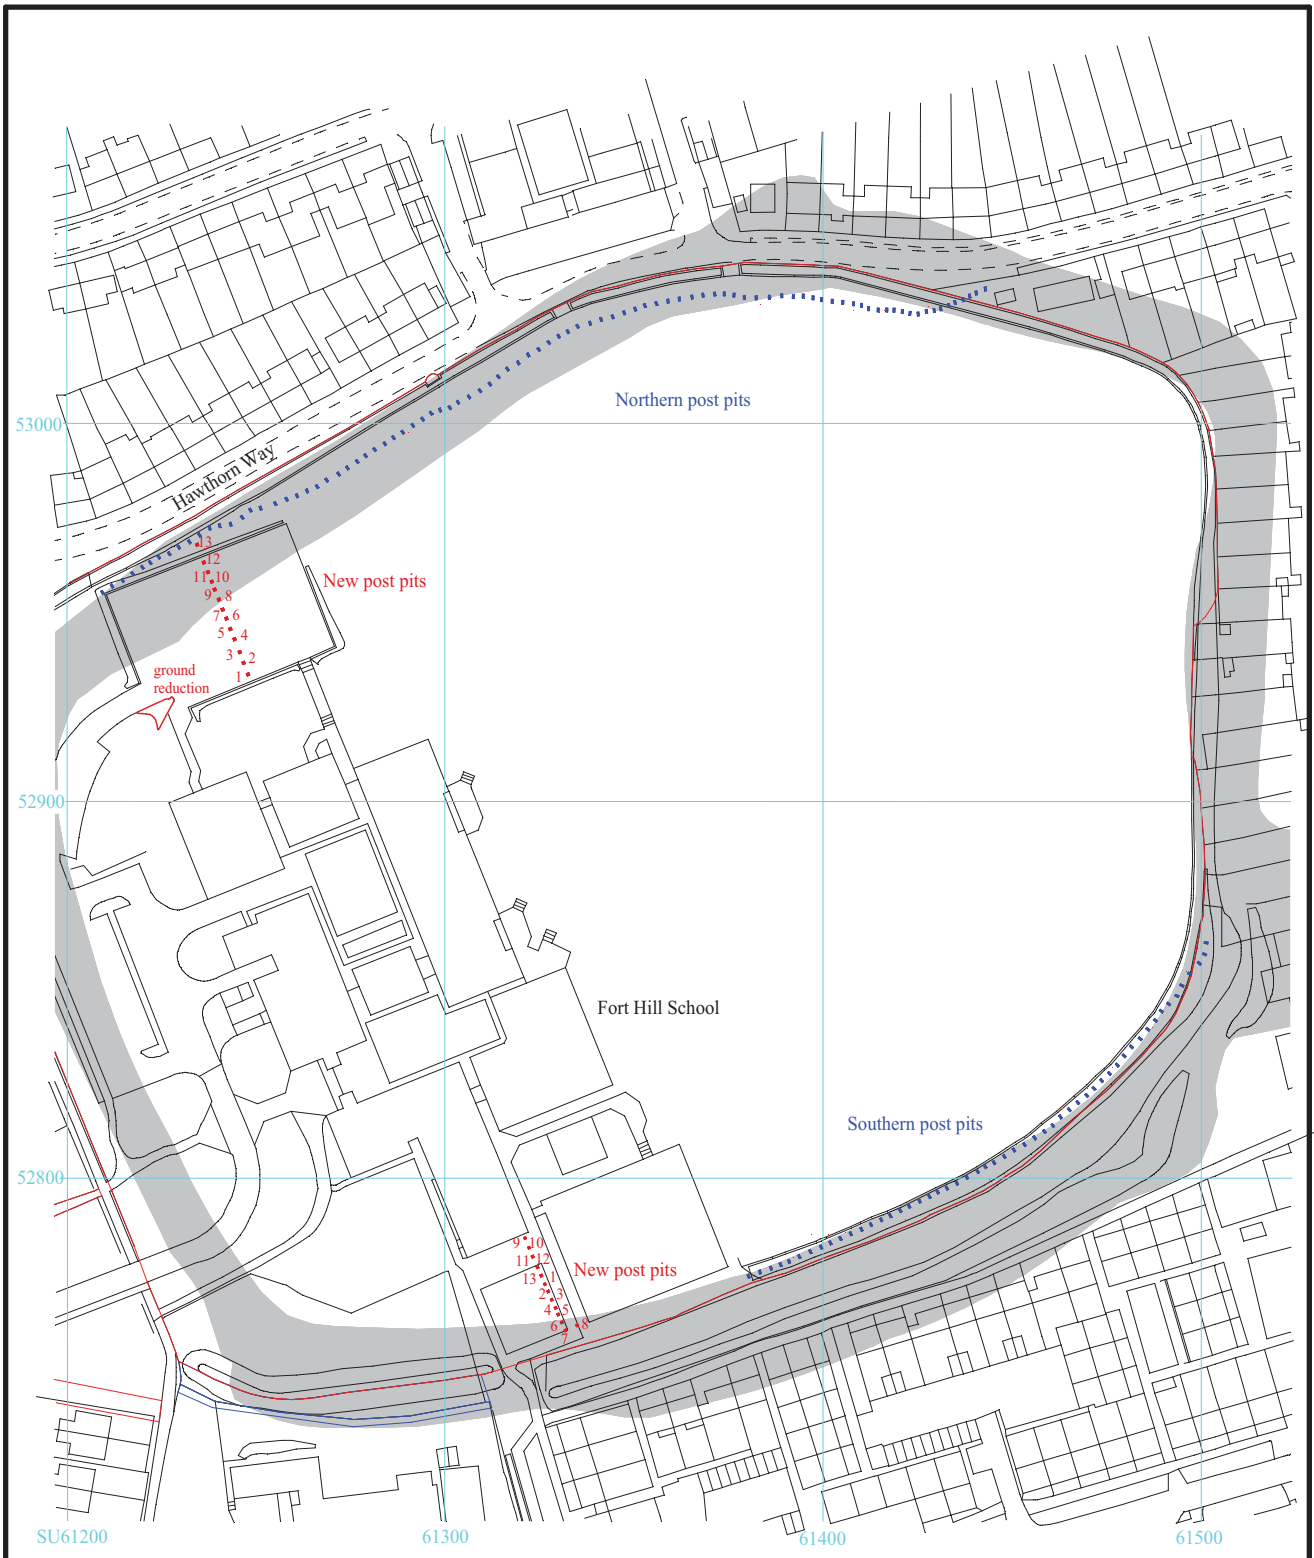 Northern post pits
53000
Hawthorn Way
13
12
11 10
9 8
7 6
5 4
3 2
1
New post pits
ground
reduction
52900
Fort Hill School
Southern post pits
52800
9 10
11 12
13 1
2 3
4 5
6 8
7
New post pits
SU61200
61300
61400
61500